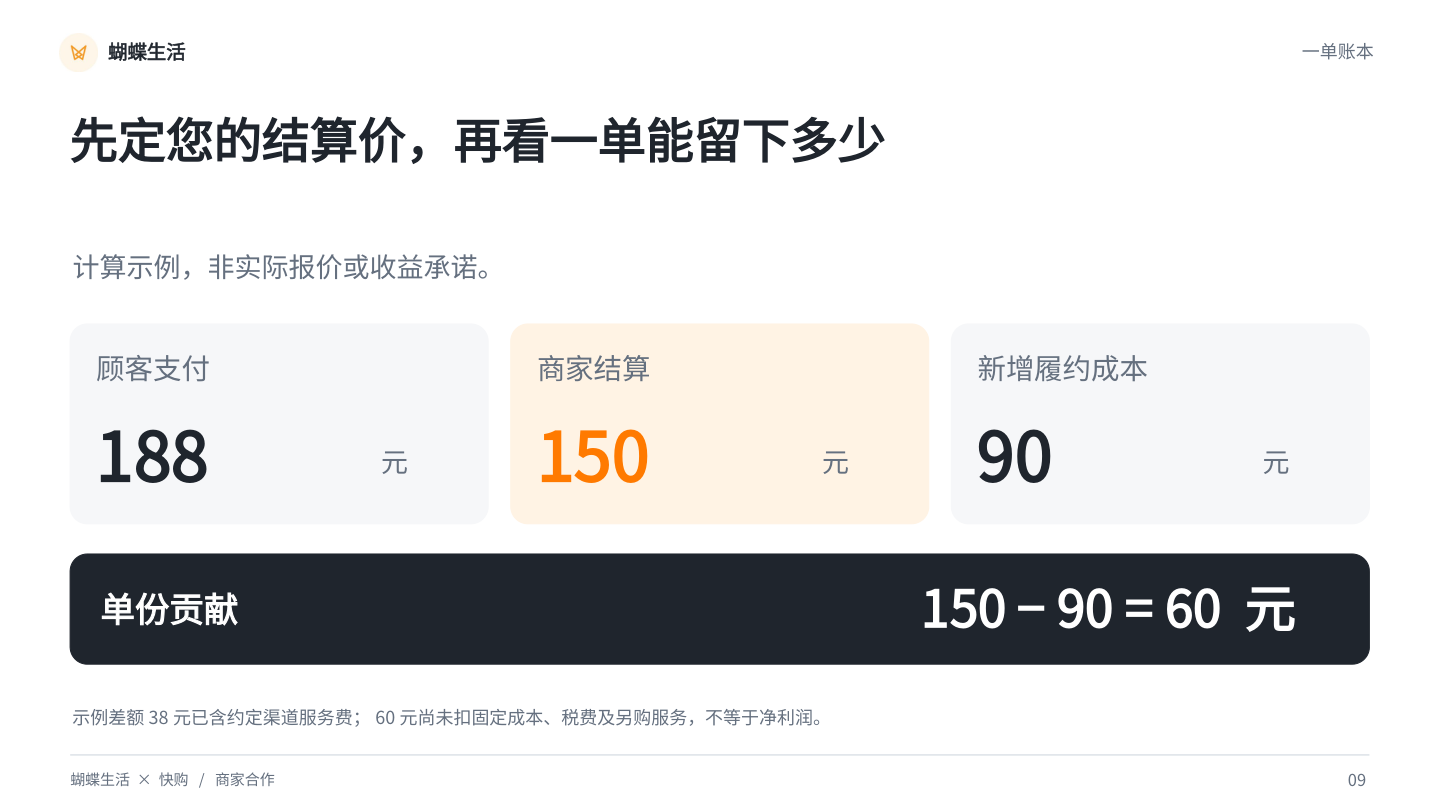 蝴蝶生活
一单账本
先定您的结算价，再看一单能留下多少
计算示例，非实际报价或收益承诺。
顾客支付
188 元
商家结算
150 元
新增履约成本
90 元
单份贡献
150 − 90 = 60 元
示例差额 38 元已含约定渠道服务费； 60 元尚未扣固定成本、税费及另购服务，不等于净利润。
蝴蝶生活 × 快购 / 商家合作
09